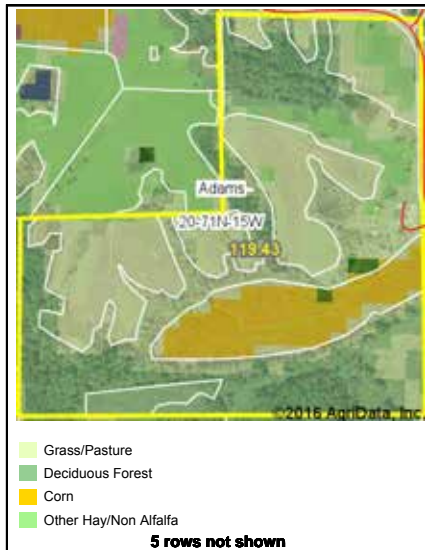 Adams
20-71N-15W
119.43
©2016 AgriData, Inc.
Grass/Pasture
Deciduous Forest
Corn
Other Hay/Non Alfalfa
5 rows not shown